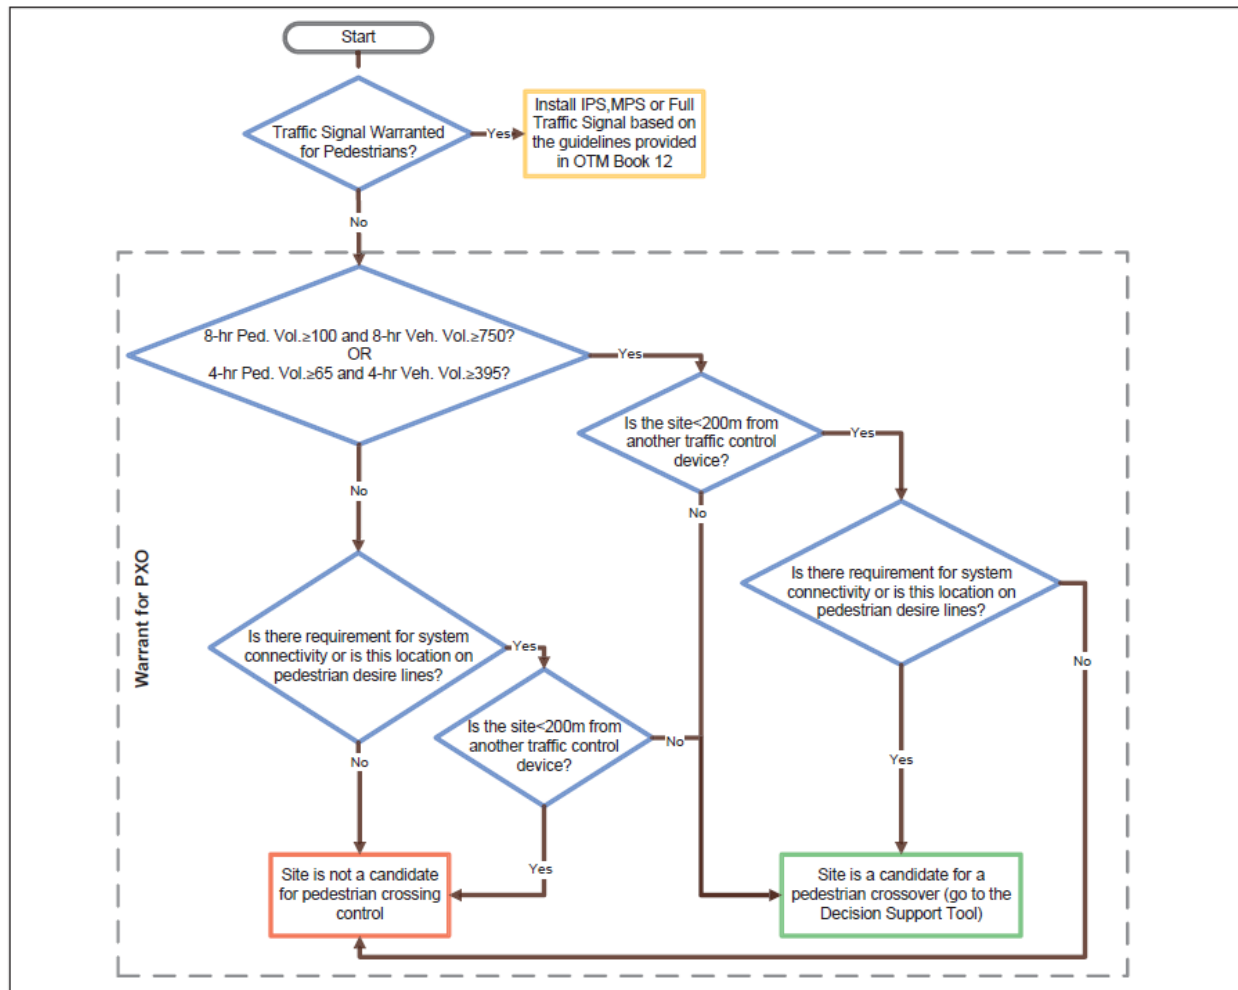 Start
Traffic Signal Warranted
for Pedestrians?
Yes
Install IPS,MPS or Full
Traffic Signal based on
the guidelines provided
in OTM Book 12
No
8-hr Ped. Vol.≥100 and 8-hr Veh. Vol.≥750?
OR
4-hr Ped. Vol.≥65 and 4-hr Veh. Vol.≥395?
Yes
Is the site<200m from
another traffic control
device?
Yes
No
No
Is there requirement for system
connectivity or is this location on
pedestrian desire lines?
No
Warrant for PXO
Is there requirement for system
connectivity or is this location on
pedestrian desire lines?
Yes
Is the site<200m from
another traffic control
device?
No
No
Yes
Yes
Site is not a candidate
for pedestrian crossing
control
Site is a candidate for a
pedestrian crossover (go to the
Decision Support Tool)